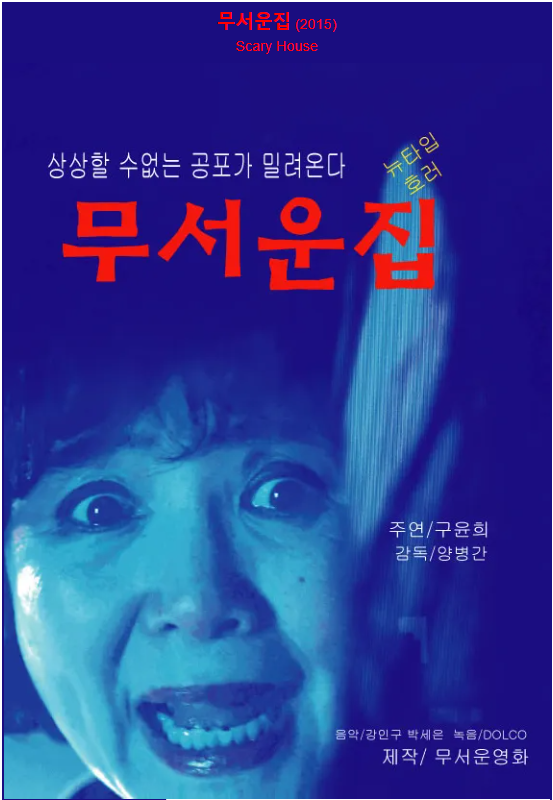 무서운집 (2015)
Scary House
상상할 수없는 공포가 밀려온다
뉴타입
호러
무서운집
주연/구윤희
감독/양병간
음악/강인구 박세은 녹음/DOLCO
제작/ 무서운영화